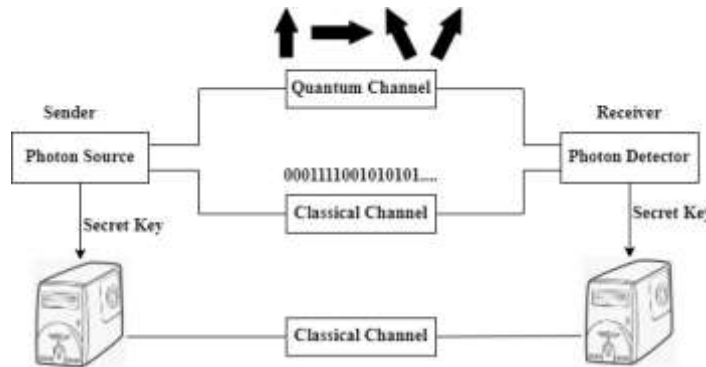 Quantum Channel
Sender
Receiver
Photon Source
Photon Detector
0001111001010101....
Classical Channel
Secret Key
Secret Key
Classical Channel